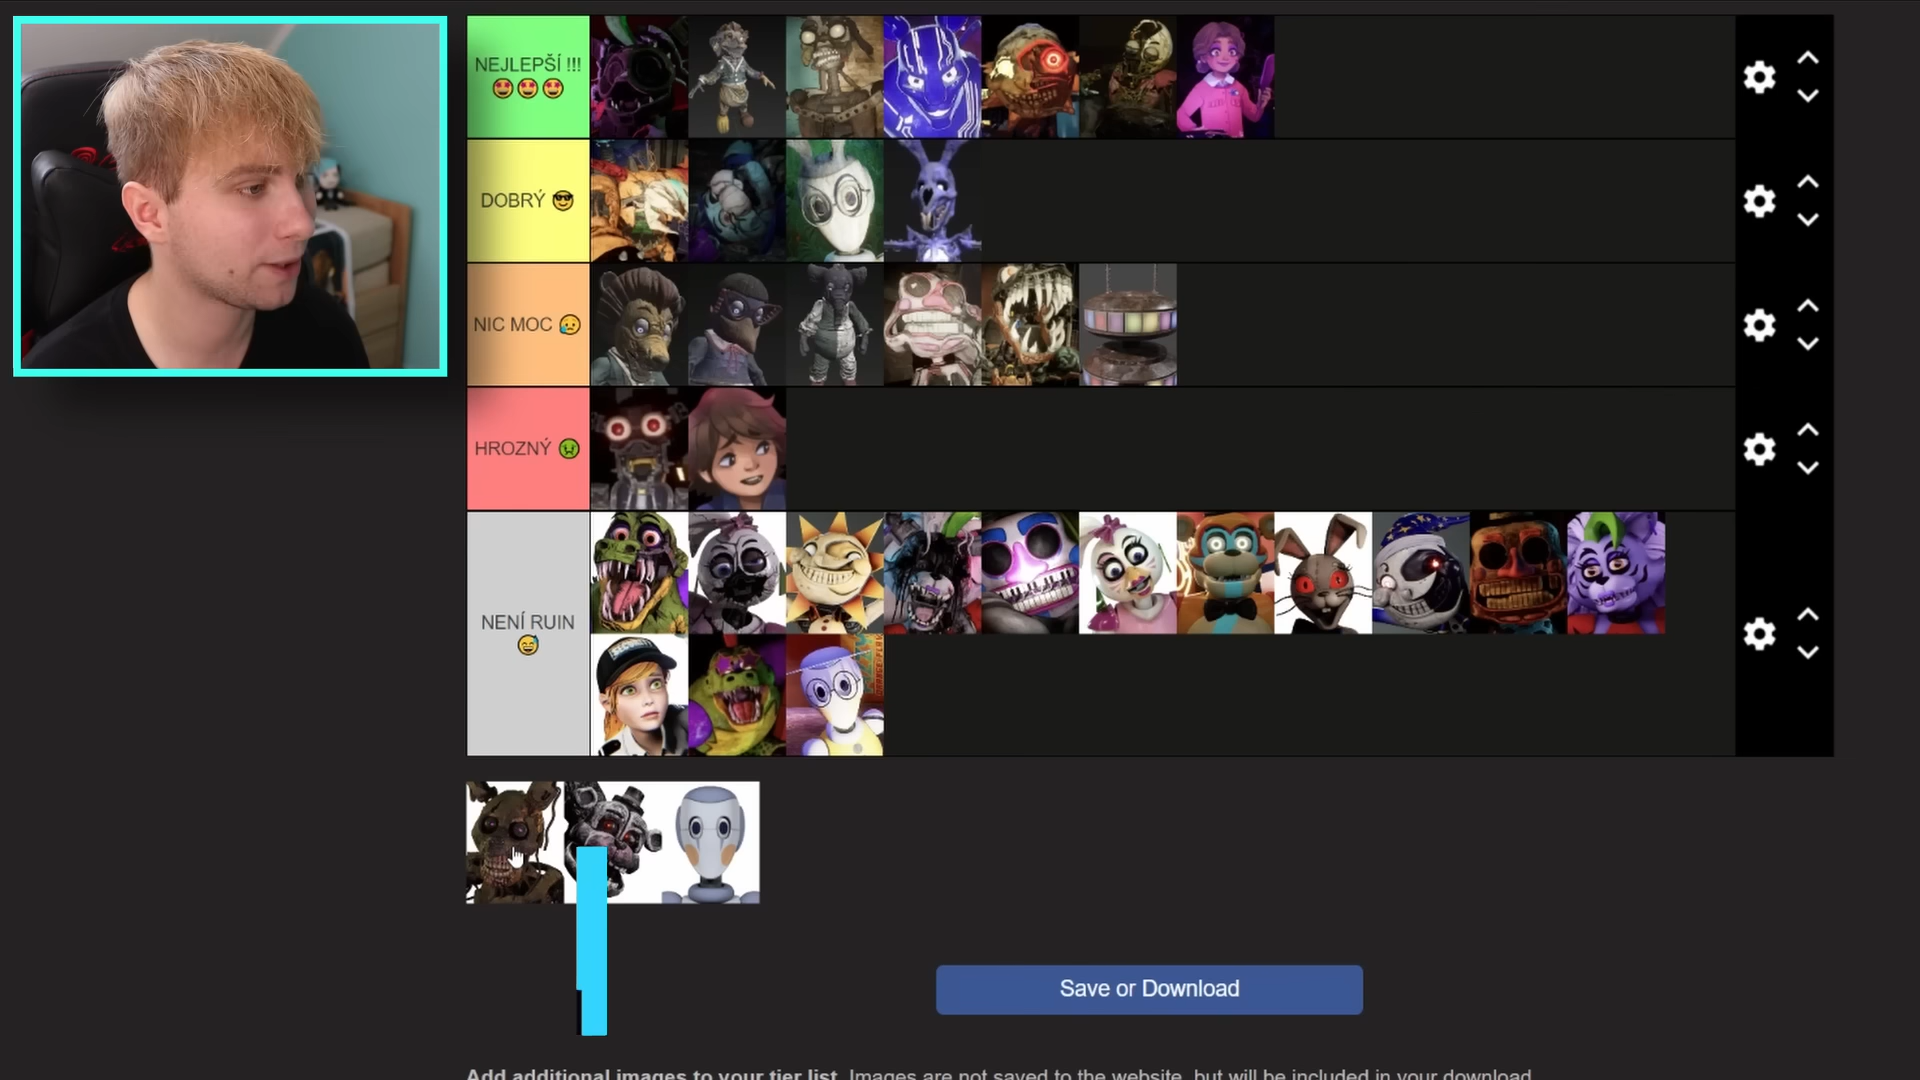 NEJLEPŠÍ !!!
🤩🤩🤩
DOBRÝ 😎
NIC MOC 😥
HROZNÝ 🤢
NENÍ RUIN
😅
Save or Download
Add additional images to your tier list. Images are not saved to the website, but will be included in your download.